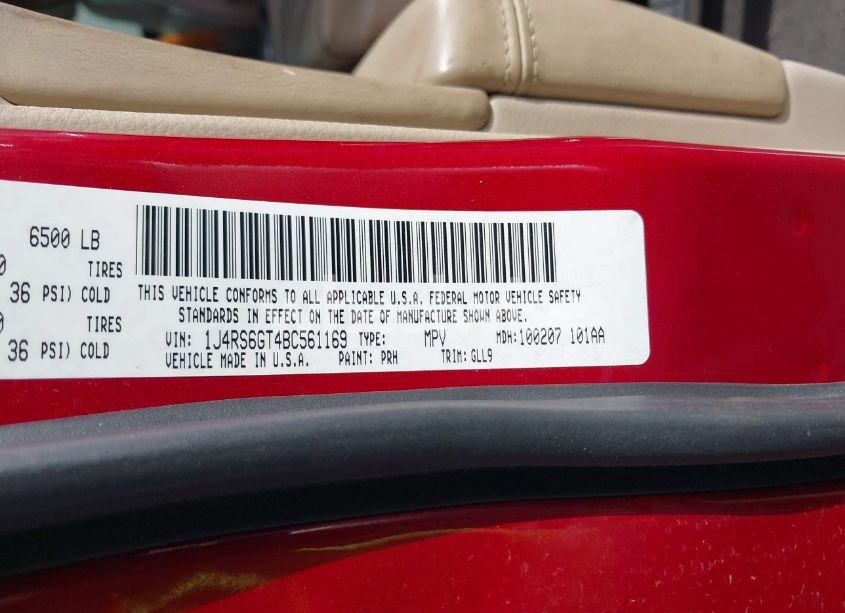 6500 LB
0 TIRES
36 PSI) COLD
0 TIRES
36 PSI) COLD
THIS VEHICLE CONFORMS TO ALL APPLICABLE U.S.A. FEDERAL MOTOR VEHICLE SAFETY
STANDARDS IN EFFECT ON THE DATE OF MANUFACTURE SHOWN ABOVE.
VIN: 1J4RS6GT4BC561169 TYPE: MPV MDH:100207 101AA
VEHICLE MADE IN U.S.A. PAINT: PRH TRIM: GLL9